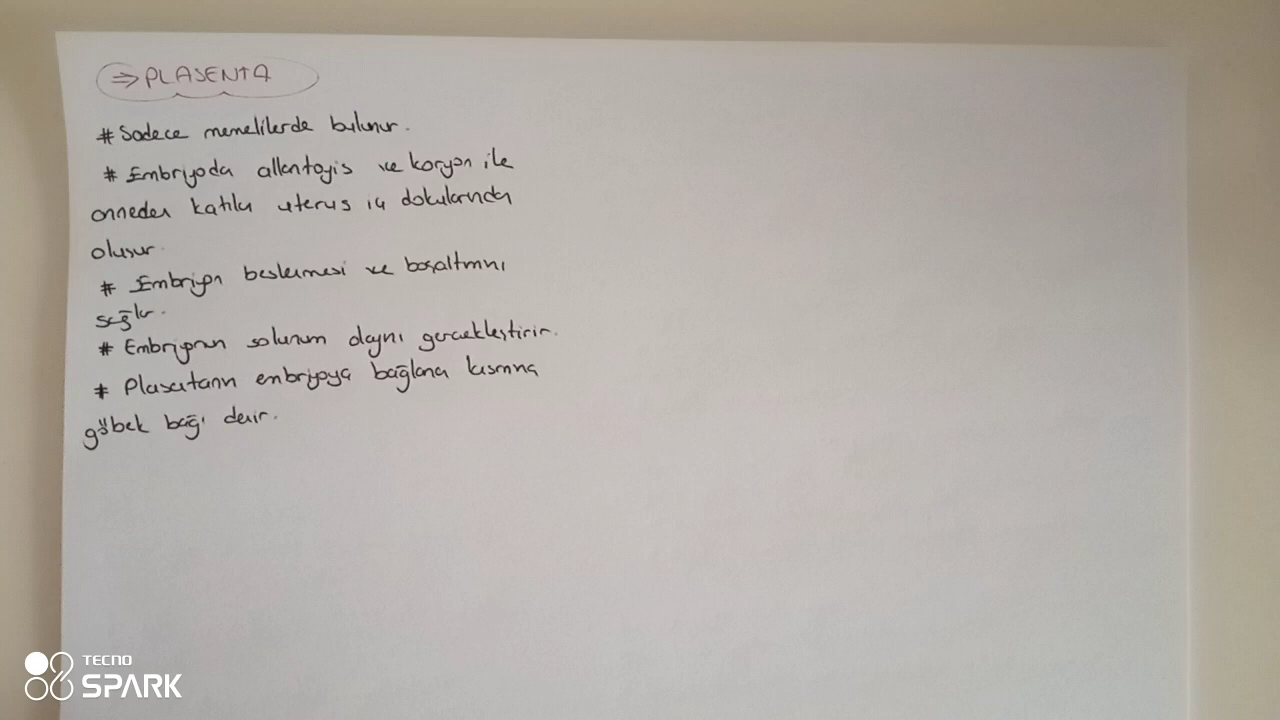 ⇒ PLASENTA
# Sadece memelilerde bulunur.
# Embriyoda allantoyis ve koryon ile
anneden katılan uterus iç dokularından
oluşur.
# Embriyon beslenmesi ve boşaltımını
sağlar.
# Embriyonun solunum olayını gerçekleştirir.
# Plasentanın embriyoya bağlanan kısmına
göbek bağı denir.
TECNO
SPARK